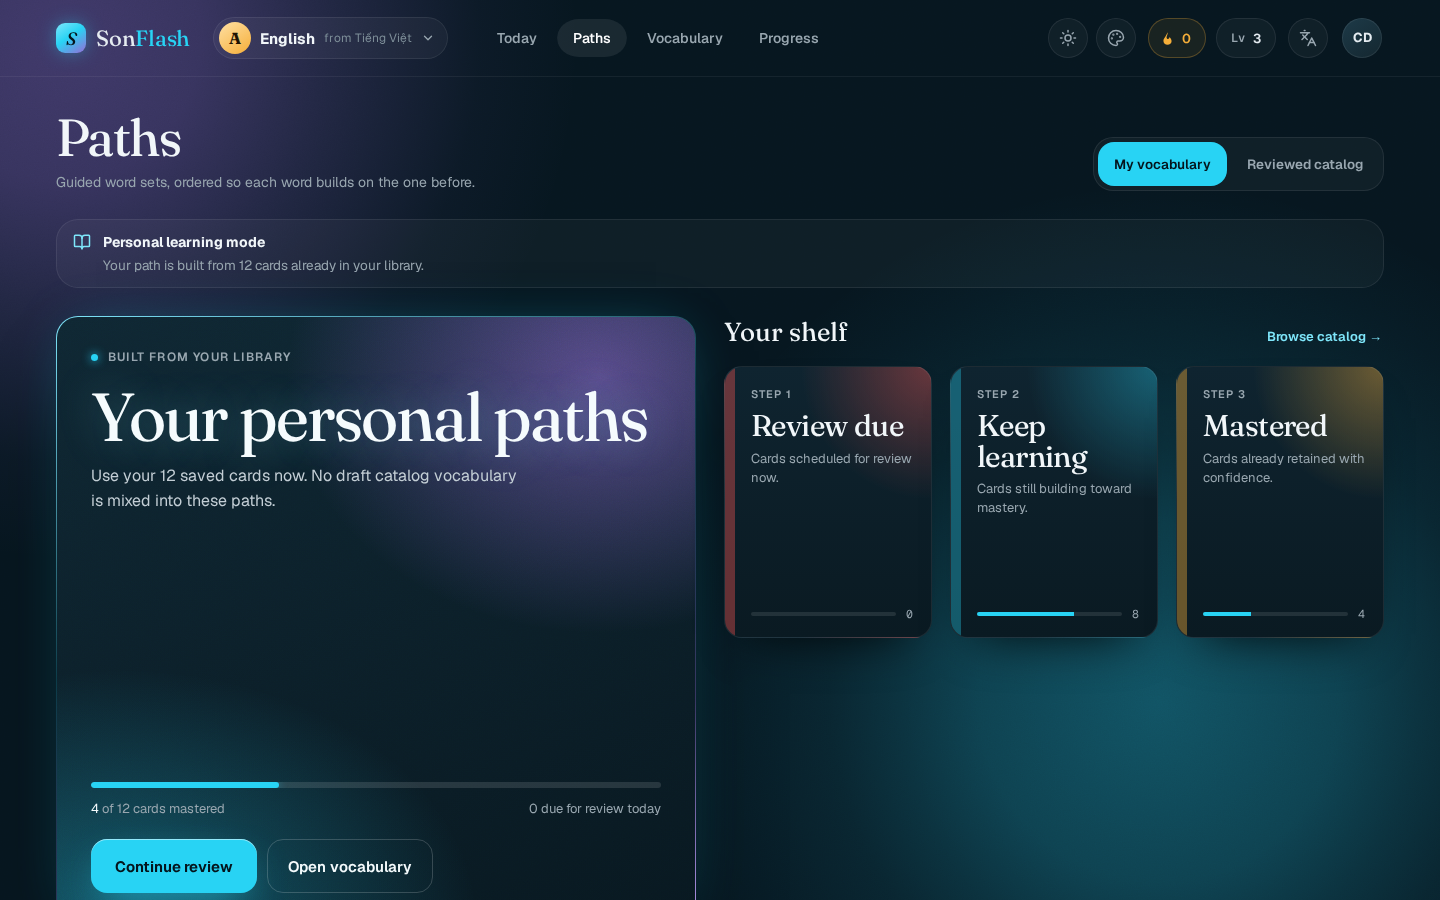 S SonFlash
A English from Tiếng Việt
Today
Paths
Vocabulary
Progress
0
Lv 3
CD
Paths
Guided word sets, ordered so each word builds on the one before.
My vocabulary
Reviewed catalog
Personal learning mode
Your path is built from 12 cards already in your library.
BUILT FROM YOUR LIBRARY
Your personal paths
Use your 12 saved cards now. No draft catalog vocabulary
is mixed into these paths.
4 of 12 cards mastered
0 due for review today
Continue review
Open vocabulary
Your shelf
Browse catalog →
STEP 1
Review due
Cards scheduled for review
now.
0
STEP 2
Keep
learning
Cards still building toward
mastery.
8
STEP 3
Mastered
Cards already retained with
confidence.
4